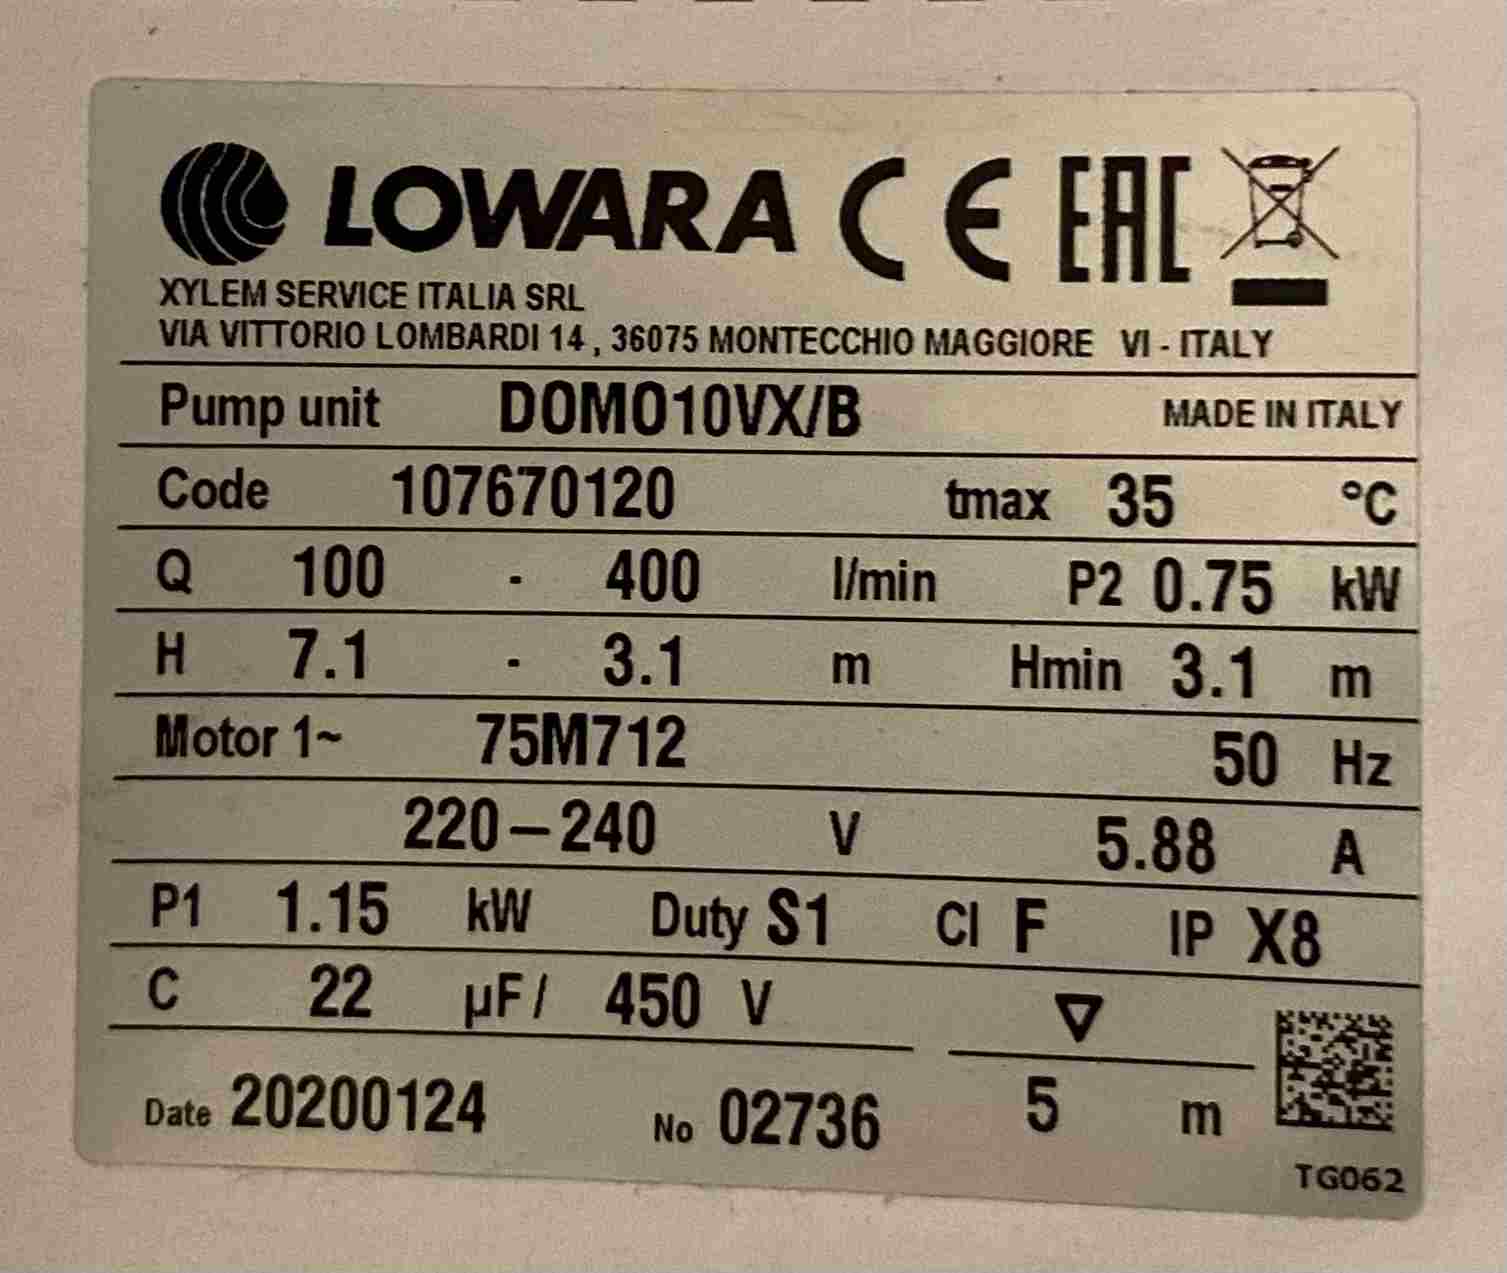 LOWARA CE EAC
XYLEM SERVICE ITALIA SRL
VIA VITTORIO LOMBARDI 14 , 36075 MONTECCHIO MAGGIORE VI - ITALY
Pump unit DOMO10VX/B MADE IN ITALY
Code 107670120 tmax 35 °C
Q 100 - 400 l/min P2 0.75 kW
H 7.1 - 3.1 m Hmin 3.1 m
Motor 1~ 75M712 50 Hz
220–240 V 5.88 A
P1 1.15 kW Duty S1 Cl F IP X8
C 22 µF/ 450 V
Date 20200124 No 02736 5 m
TG062